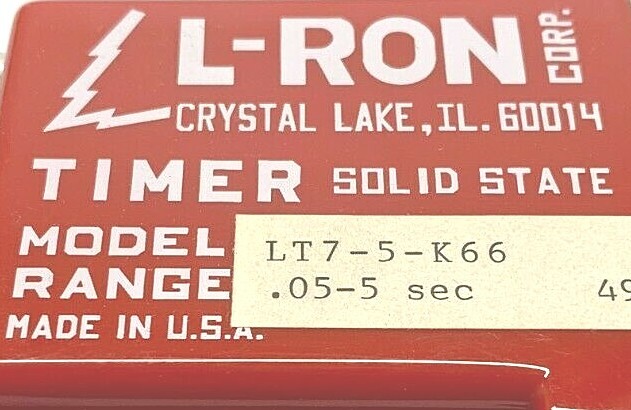 L-RON CORP.
CRYSTAL LAKE, IL. 60014
TIMER SOLID STATE
MODEL LT7-5-K66
RANGE .05-5 sec 49
MADE IN U.S.A.